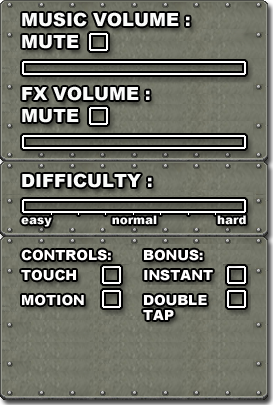 MUSIC VOLUME :
MUTE
FX VOLUME :
MUTE
DIFFICULTY :
easy normal hard
CONTROLS: BONUS:
TOUCH INSTANT
MOTION DOUBLE
TAP